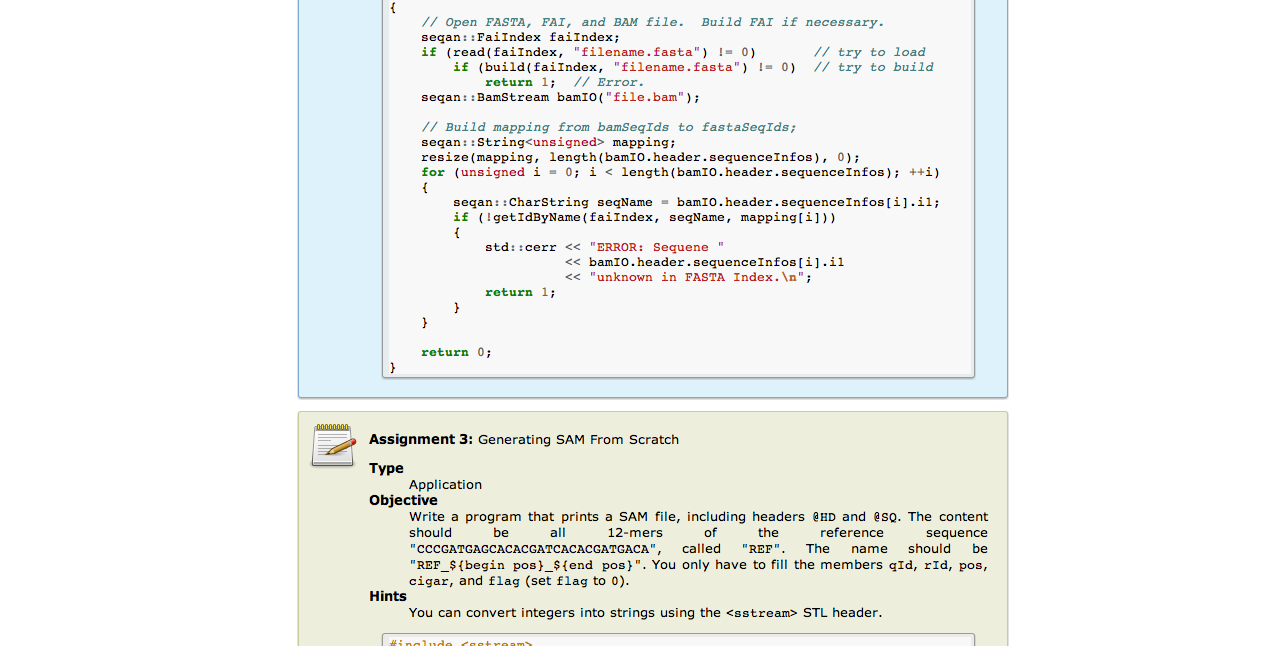 {
    // Open FASTA, FAI, and BAM file.  Build FAI if necessary.
    seqan::FaiIndex faiIndex;
    if (read(faiIndex, "filename.fasta") != 0)       // try to load
        if (build(faiIndex, "filename.fasta") != 0)  // try to build
            return 1;  // Error.
    seqan::BamStream bamIO("file.bam");

    // Build mapping from bamSeqIds to fastaSeqIds;
    seqan::String<unsigned> mapping;
    resize(mapping, length(bamIO.header.sequenceInfos), 0);
    for (unsigned i = 0; i < length(bamIO.header.sequenceInfos); ++i)
    {
        seqan::CharString seqName = bamIO.header.sequenceInfos[i].i1;
        if (!getIdByName(faiIndex, seqName, mapping[i]))
        {
            std::cerr << "ERROR: Sequene "
                      << bamIO.header.sequenceInfos[i].i1
                      << "unknown in FASTA Index.\n";
            return 1;
        }
    }

    return 0;
}
Assignment 3: Generating SAM From Scratch
Type
Application
Objective
Write a program that prints a SAM file, including headers @HD and @SQ. The content
should be all 12-mers of the reference sequence
"CCCGATGAGCACACGATCACACGATGACA", called "REF". The name should be
"REF_${begin pos}_${end pos}". You only have to fill the members qId, rId, pos,
cigar, and flag (set flag to 0).
Hints
You can convert integers into strings using the <sstream> STL header.
#include <sstream>